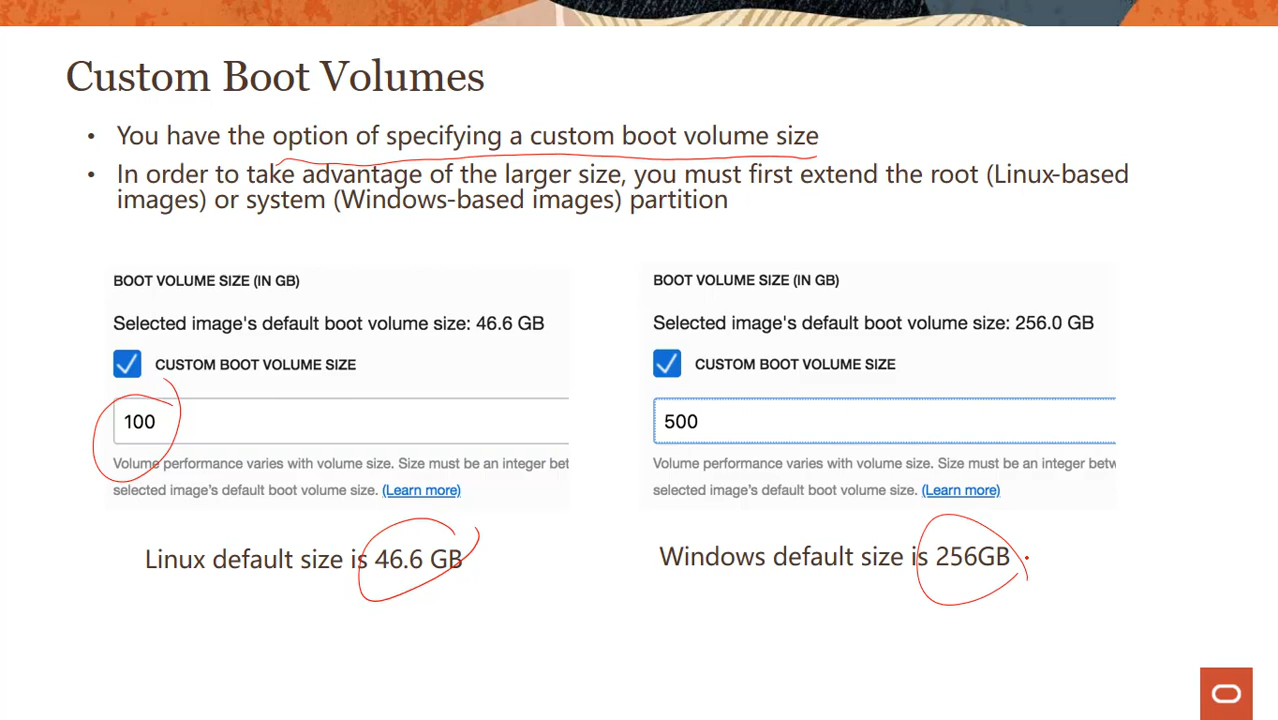 Custom Boot Volumes
• You have the option of specifying a custom boot volume size
• In order to take advantage of the larger size, you must first extend the root (Linux-based
images) or system (Windows-based images) partition
BOOT VOLUME SIZE (IN GB)
Selected image's default boot volume size: 46.6 GB
CUSTOM BOOT VOLUME SIZE
100
Volume performance varies with volume size. Size must be an integer bet
selected image's default boot volume size. (Learn more)
Linux default size is 46.6 GB
BOOT VOLUME SIZE (IN GB)
Selected image's default boot volume size: 256.0 GB
CUSTOM BOOT VOLUME SIZE
500
Volume performance varies with volume size. Size must be an integer betw
selected image's default boot volume size. (Learn more)
Windows default size is 256GB